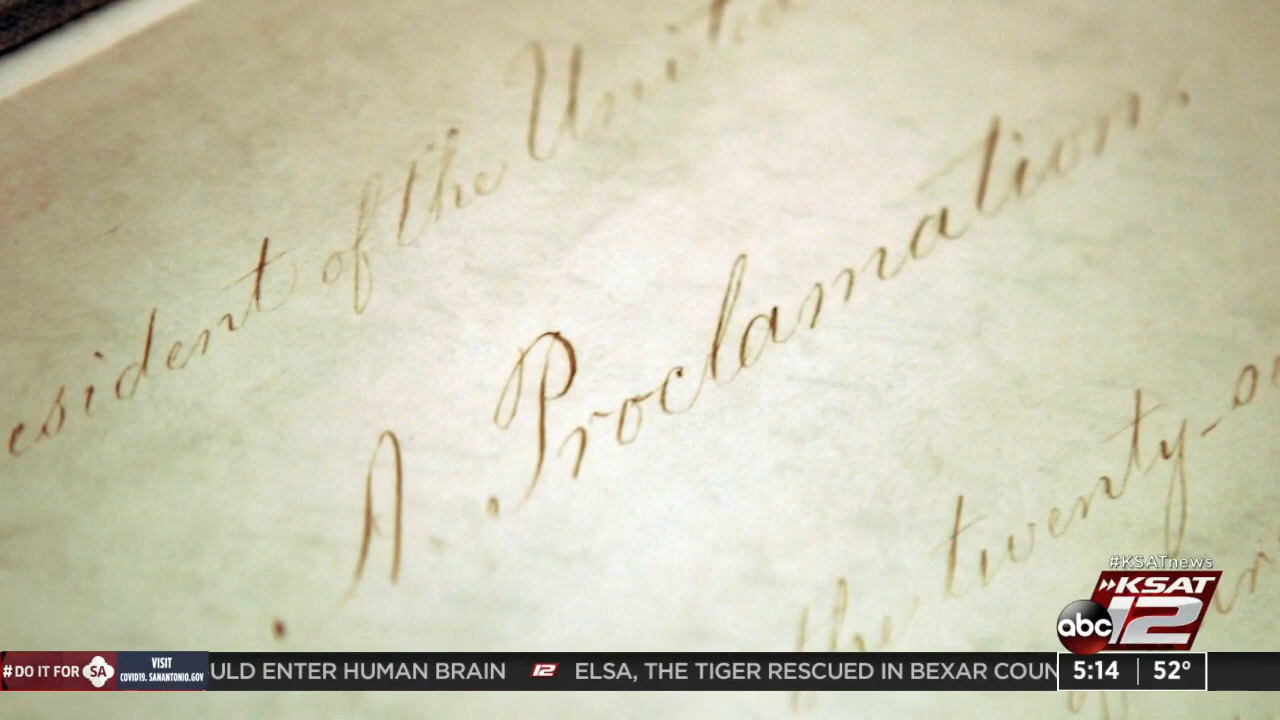 esident of the United
A Proclamation.
the twenty-
#KSATnews
KSAT
abc 12
#DO IT FOR SA
VISIT
COVID19.SANANTONIO.GOV
ULD ENTER HUMAN BRAIN 12 ELSA, THE TIGER RESCUED IN BEXAR COUN
5:14 52°